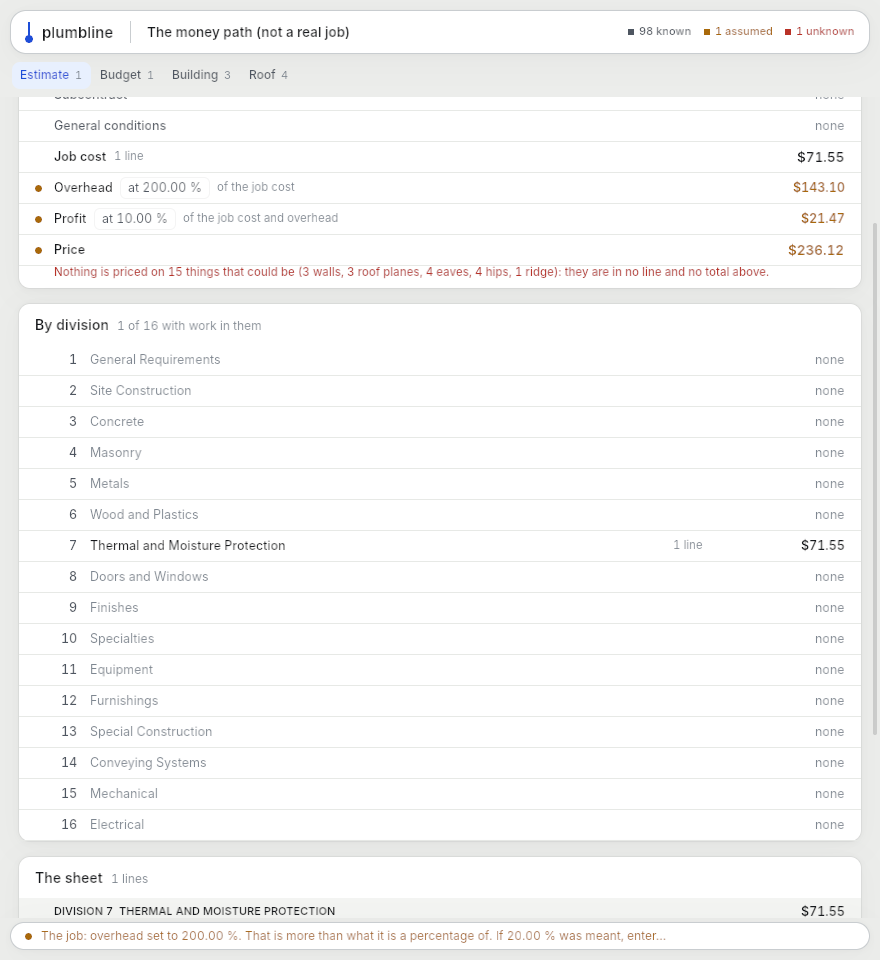 plumbline
The money path (not a real job)
98 known
1 assumed
1 unknown
Estimate 1
Budget 1
Building 3
Roof 4
General conditions none
Job cost 1 line $71.55
Overhead at 200.00 % of the job cost $143.10
Profit at 10.00 % of the job cost and overhead $21.47
Price $236.12
Nothing is priced on 15 things that could be (3 walls, 3 roof planes, 4 eaves, 4 hips, 1 ridge): they are in no line and no total above.
By division 1 of 16 with work in them
1 General Requirements none
2 Site Construction none
3 Concrete none
4 Masonry none
5 Metals none
6 Wood and Plastics none
7 Thermal and Moisture Protection 1 line $71.55
8 Doors and Windows none
9 Finishes none
10 Specialties none
11 Equipment none
12 Furnishings none
13 Special Construction none
14 Conveying Systems none
15 Mechanical none
16 Electrical none
The sheet 1 lines
DIVISION 7 THERMAL AND MOISTURE PROTECTION $71.55
The job: overhead set to 200.00 %. That is more than what it is a percentage of. If 20.00 % was meant, enter...